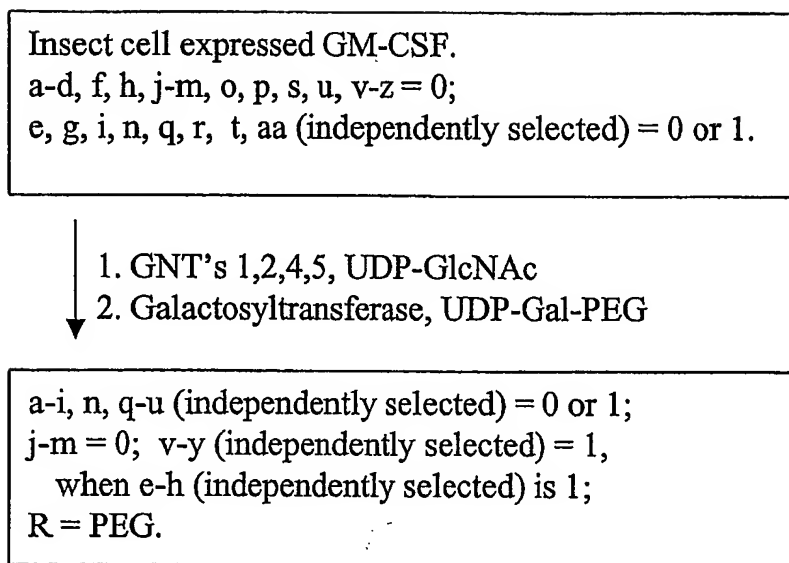 Insect cell expressed GM-CSF.
a-d, f, h, j-m, o, p, s, u, v-z = 0;
e, g, i, n, q, r, t, aa (independently selected) = 0 or 1.
1. GNT's 1,2,4,5, UDP-GlcNAc
2. Galactosyltransferase, UDP-Gal-PEG
a-i, n, q-u (independently selected) = 0 or 1;
j-m = 0; v-y (independently selected) = 1,
when e-h (independently selected) is 1;
R = PEG.